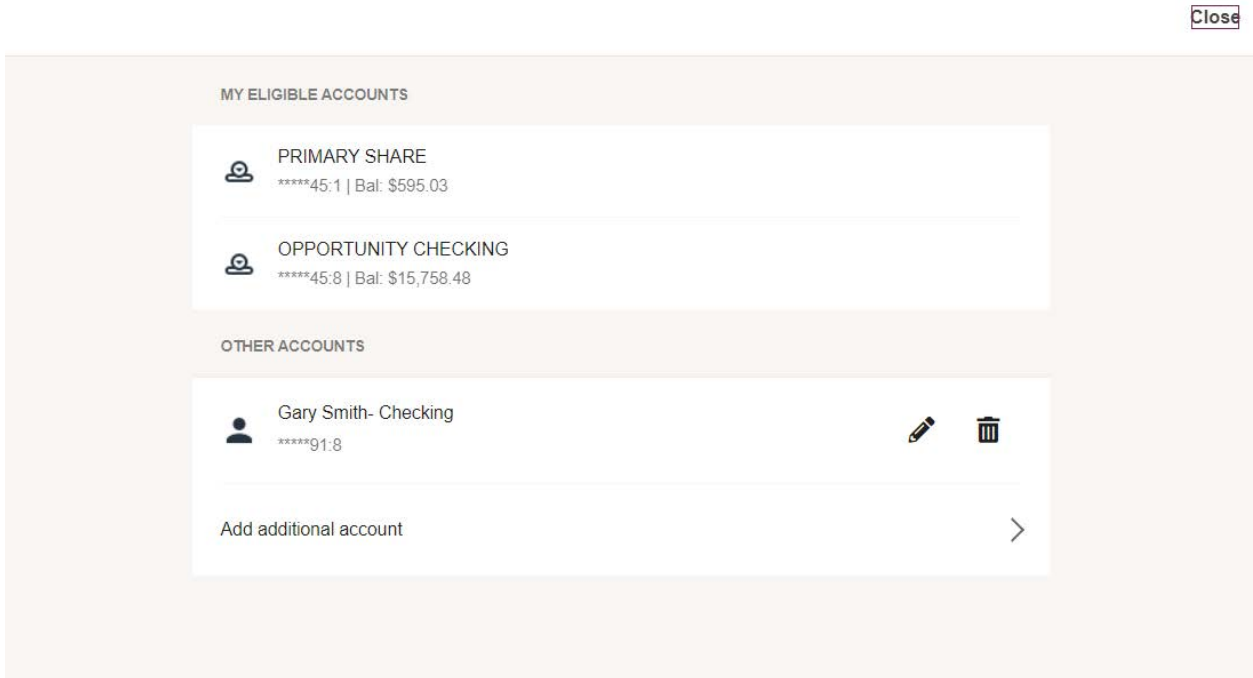 Close
MY ELIGIBLE ACCOUNTS
PRIMARY SHARE
*****45:1 | Bal: $595.03
OPPORTUNITY CHECKING
*****45:8 | Bal: $15,758.48
OTHER ACCOUNTS
Gary Smith- Checking
*****91:8
Add additional account